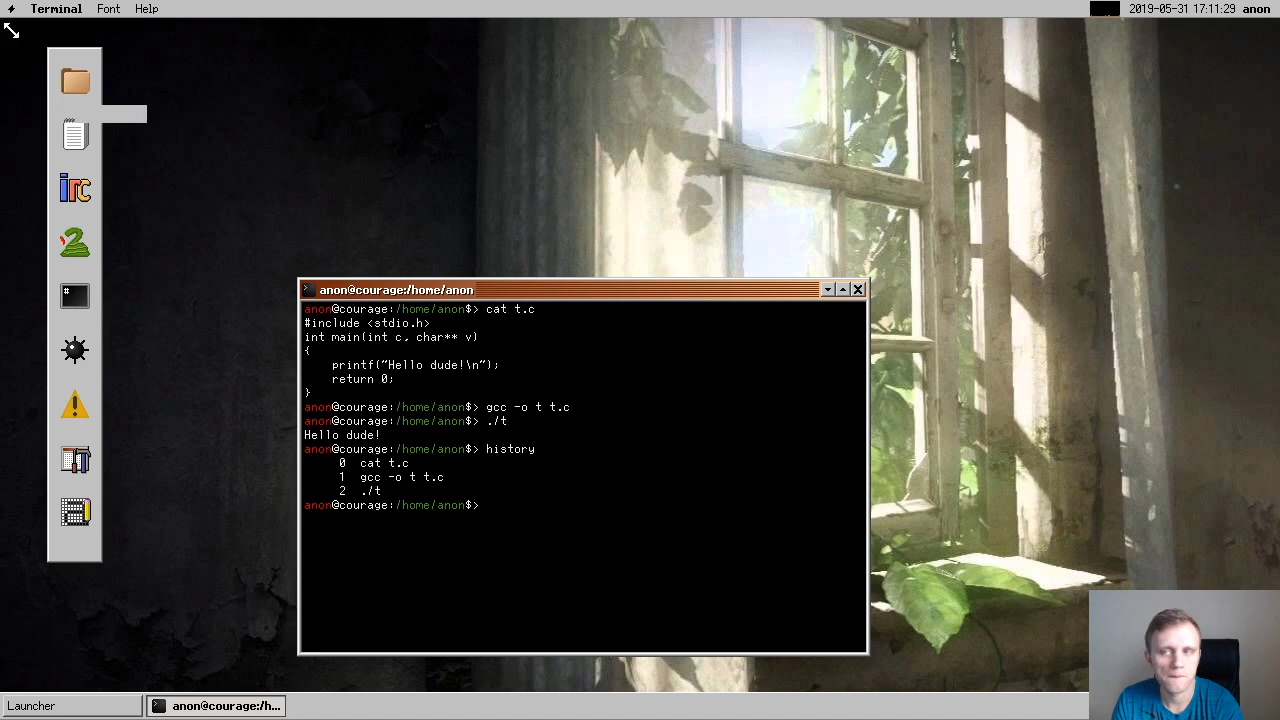 Terminal Font Help 2019-05-31 17:11:29 anon
irc
anon@courage:/home/anon
anon@courage:/home/anon$> cat t.c
#include <stdio.h>
int main(int c, char** v)
{
    printf("Hello dude!\n");
    return 0;
}
anon@courage:/home/anon$> gcc -o t t.c
anon@courage:/home/anon$> ./t
Hello dude!
anon@courage:/home/anon$> history
     0  cat t.c
     1  gcc -o t t.c
     2  ./t
anon@courage:/home/anon$>
Launcher anon@courage:/h...